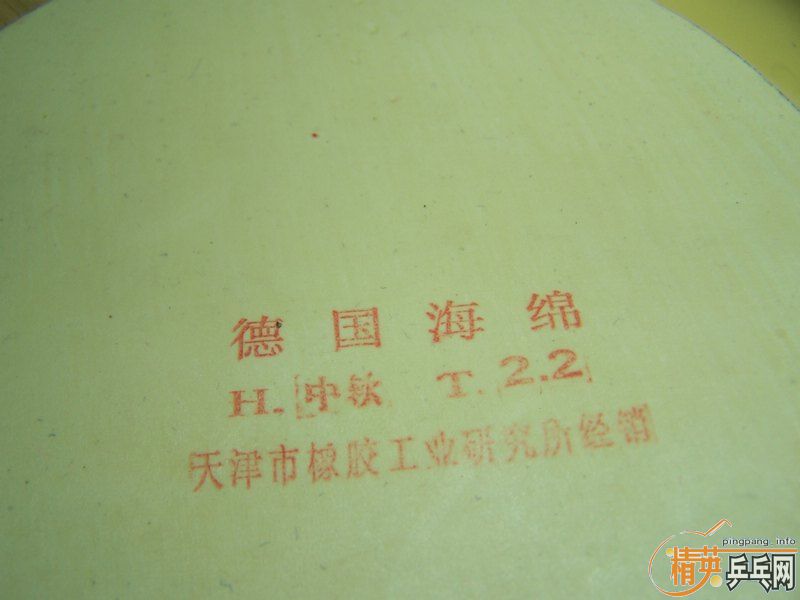 德国海绵
H. 中软 T. 2.2
天津市橡胶工业研究所经销
pingpang.info
精英乒乓网